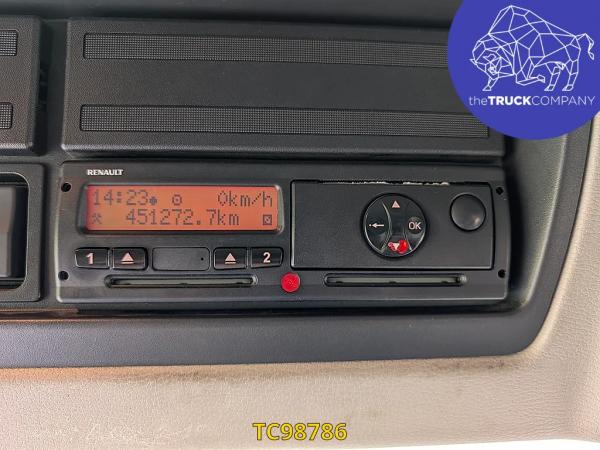 theTRUCKCOMPANY
RENAULT
14:23 0km/h
451272.7km
1 2
OK
TC98786